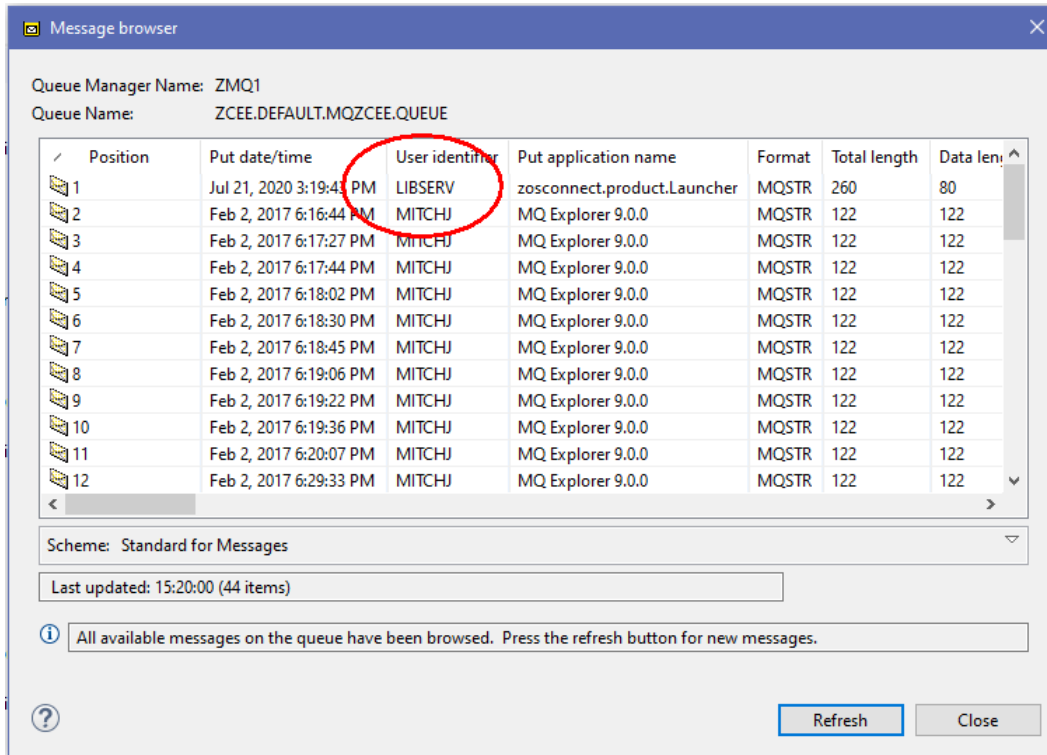 Message browser
Queue Manager Name: ZMQ1
Queue Name: ZCEE.DEFAULT.MQZCEE.QUEUE
Position Put date/time User identifier Put application name Format Total length Data len
1 Jul 21, 2020 3:19:43 PM LIBSERV zosconnect.product.Launcher MQSTR 260 80
2 Feb 2, 2017 6:16:44 PM MITCHJ MQ Explorer 9.0.0 MQSTR 122 122
3 Feb 2, 2017 6:17:27 PM MITCHJ MQ Explorer 9.0.0 MQSTR 122 122
4 Feb 2, 2017 6:17:44 PM MITCHJ MQ Explorer 9.0.0 MQSTR 122 122
5 Feb 2, 2017 6:18:02 PM MITCHJ MQ Explorer 9.0.0 MQSTR 122 122
6 Feb 2, 2017 6:18:30 PM MITCHJ MQ Explorer 9.0.0 MQSTR 122 122
7 Feb 2, 2017 6:18:45 PM MITCHJ MQ Explorer 9.0.0 MQSTR 122 122
8 Feb 2, 2017 6:19:06 PM MITCHJ MQ Explorer 9.0.0 MQSTR 122 122
9 Feb 2, 2017 6:19:22 PM MITCHJ MQ Explorer 9.0.0 MQSTR 122 122
10 Feb 2, 2017 6:19:36 PM MITCHJ MQ Explorer 9.0.0 MQSTR 122 122
11 Feb 2, 2017 6:20:07 PM MITCHJ MQ Explorer 9.0.0 MQSTR 122 122
12 Feb 2, 2017 6:29:33 PM MITCHJ MQ Explorer 9.0.0 MQSTR 122 122
Scheme: Standard for Messages
Last updated: 15:20:00 (44 items)
All available messages on the queue have been browsed. Press the refresh button for new messages.
Refresh Close